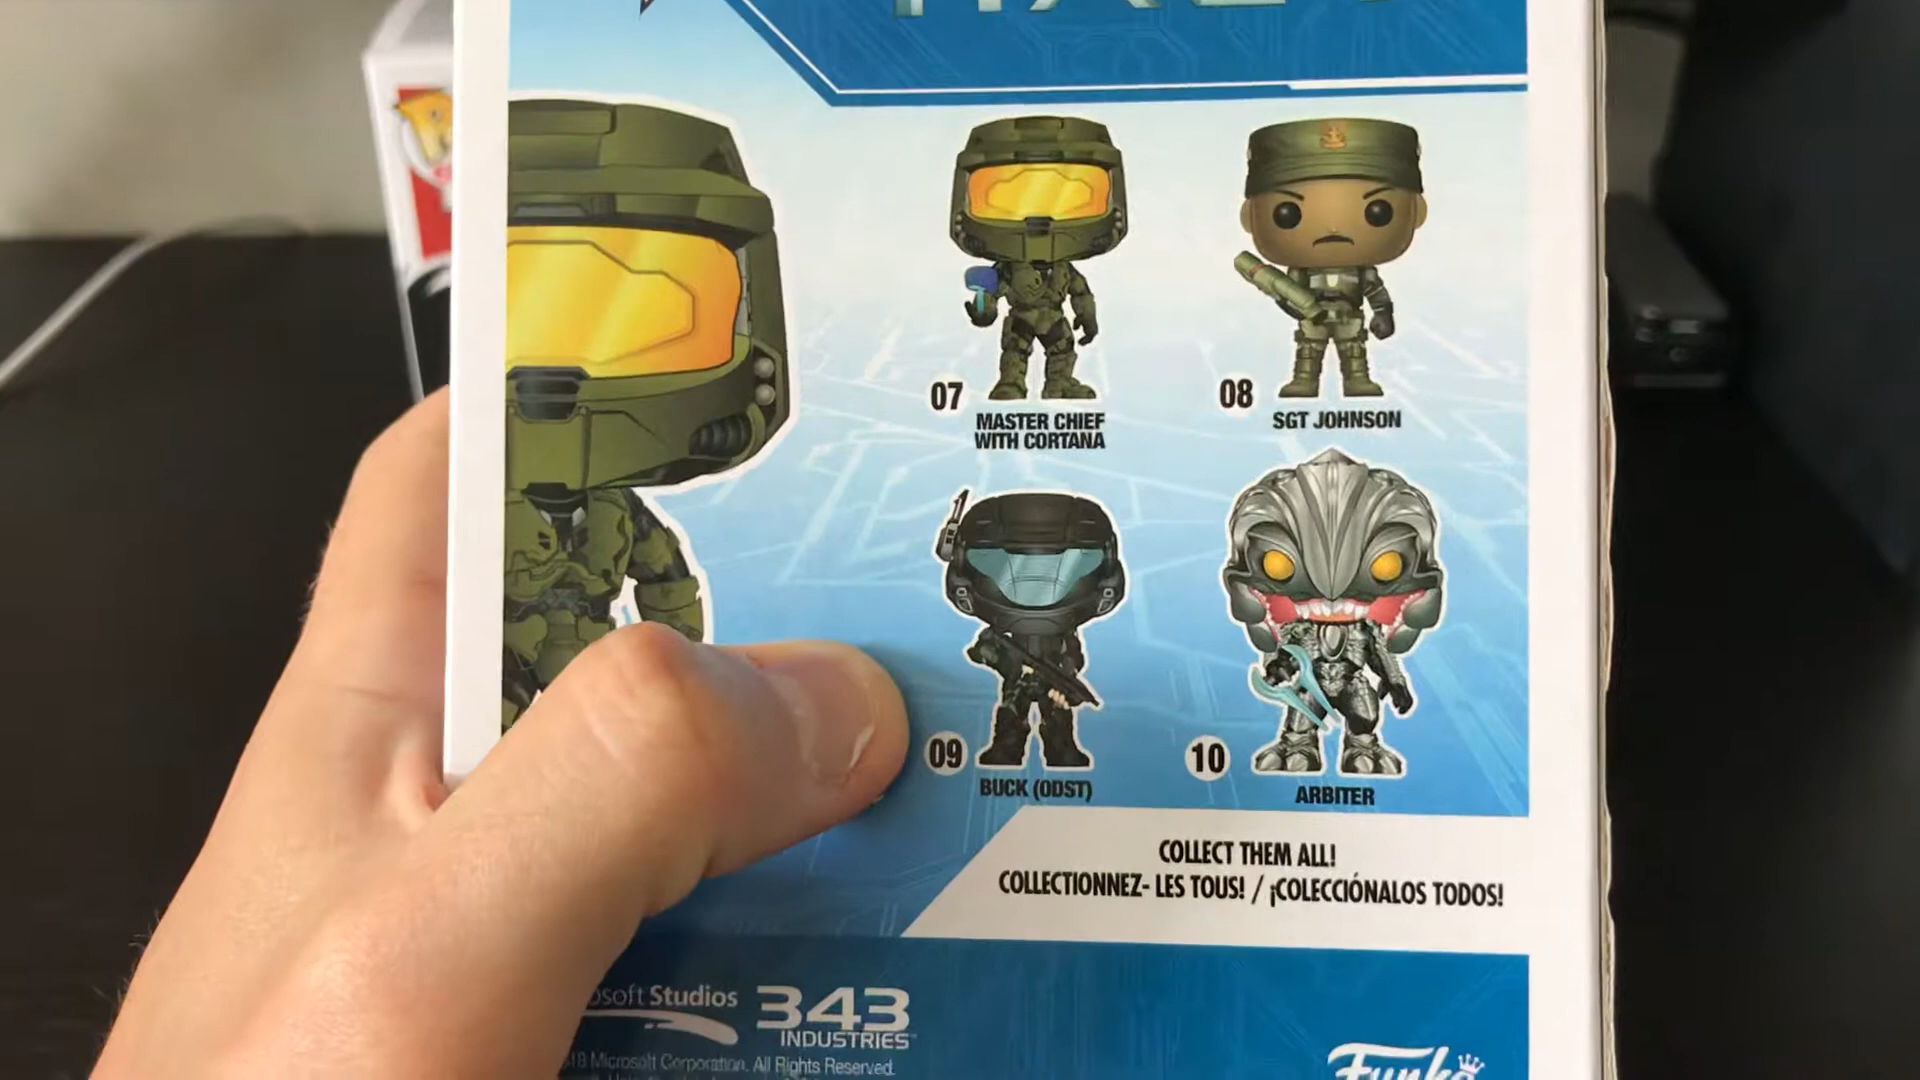 07
MASTER CHIEF
WITH CORTANA
08
SGT JOHNSON
09
BUCK (ODST)
10
ARBITER
COLLECT THEM ALL!
COLLECTIONNEZ- LES TOUS! / ¡COLECCIÓNALOS TODOS!
Studios
343
INDUSTRIES
Microsoft Corporation. All Rights Reserved.
Funko